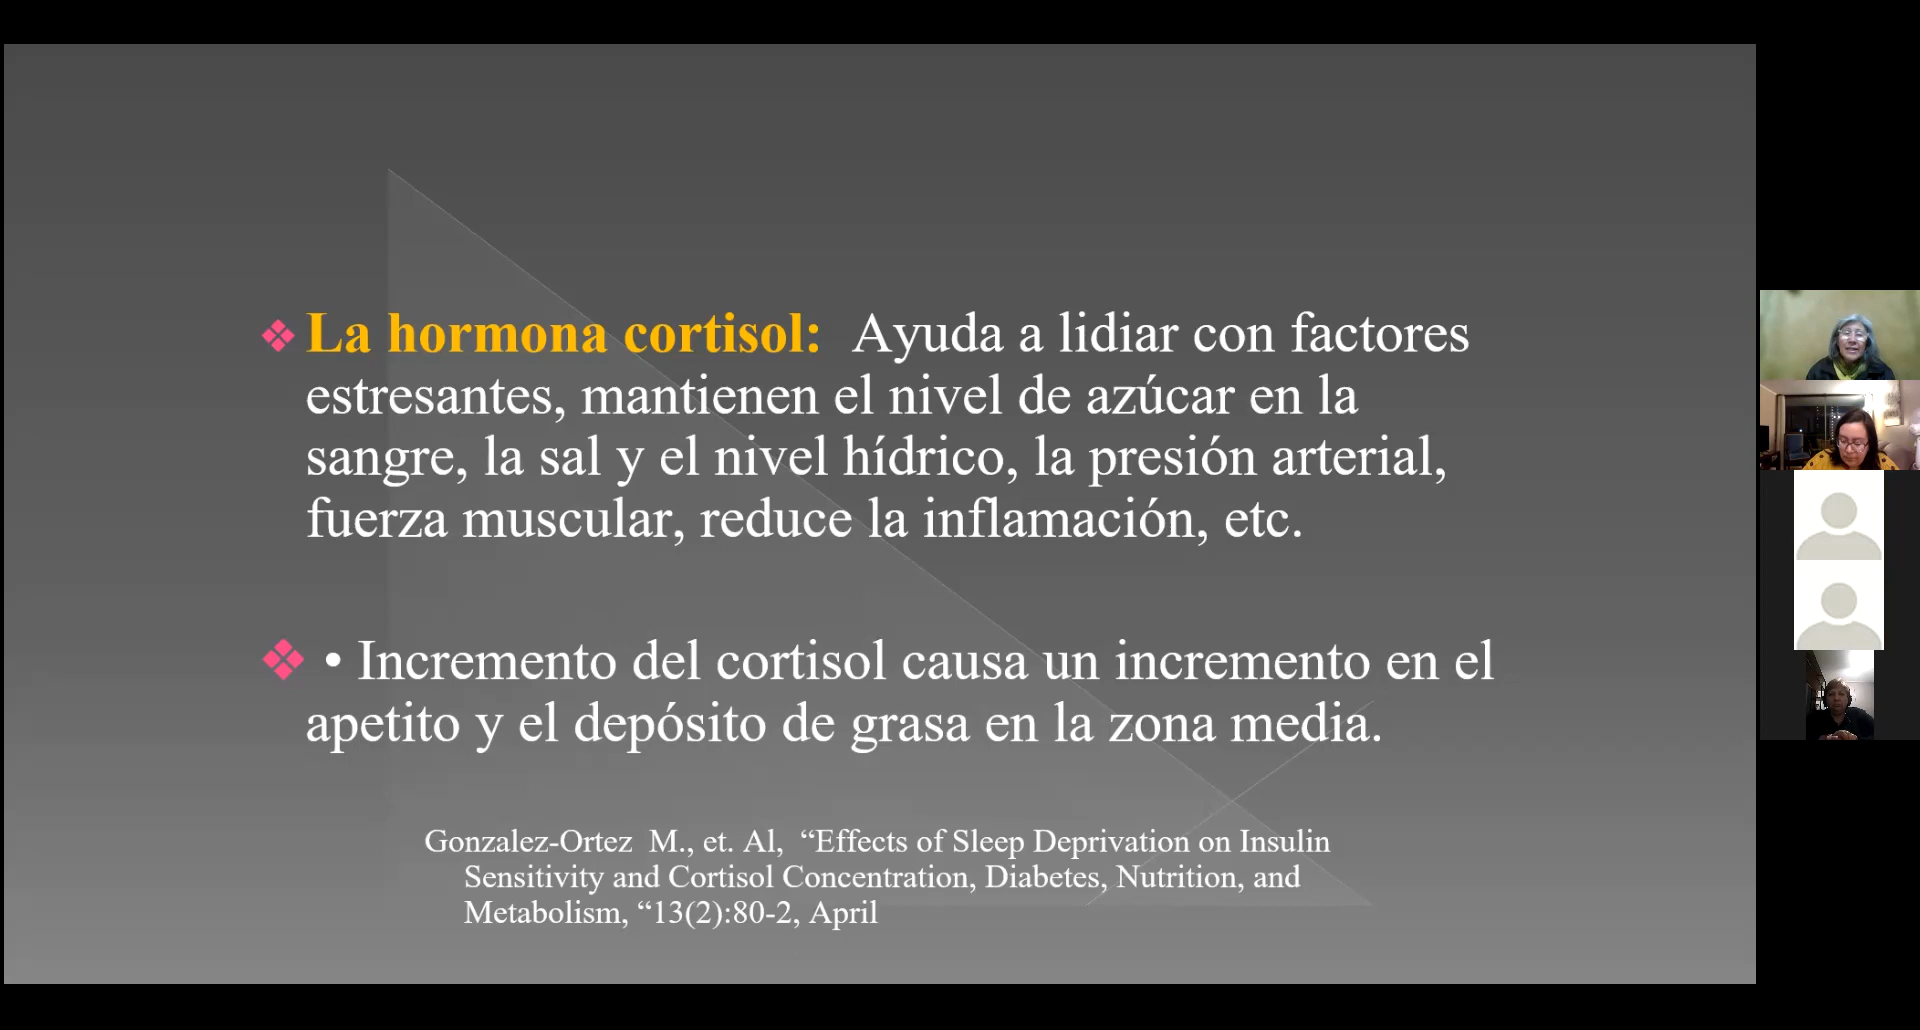 La hormona cortisol: Ayuda a lidiar con factores
estresantes, mantienen el nivel de azúcar en la
sangre, la sal y el nivel hídrico, la presión arterial,
fuerza muscular, reduce la inflamación, etc.
• Incremento del cortisol causa un incremento en el
apetito y el depósito de grasa en la zona media.
Gonzalez-Ortez M., et. Al, “Effects of Sleep Deprivation on Insulin
Sensitivity and Cortisol Concentration, Diabetes, Nutrition, and
Metabolism, “13(2):80-2, April